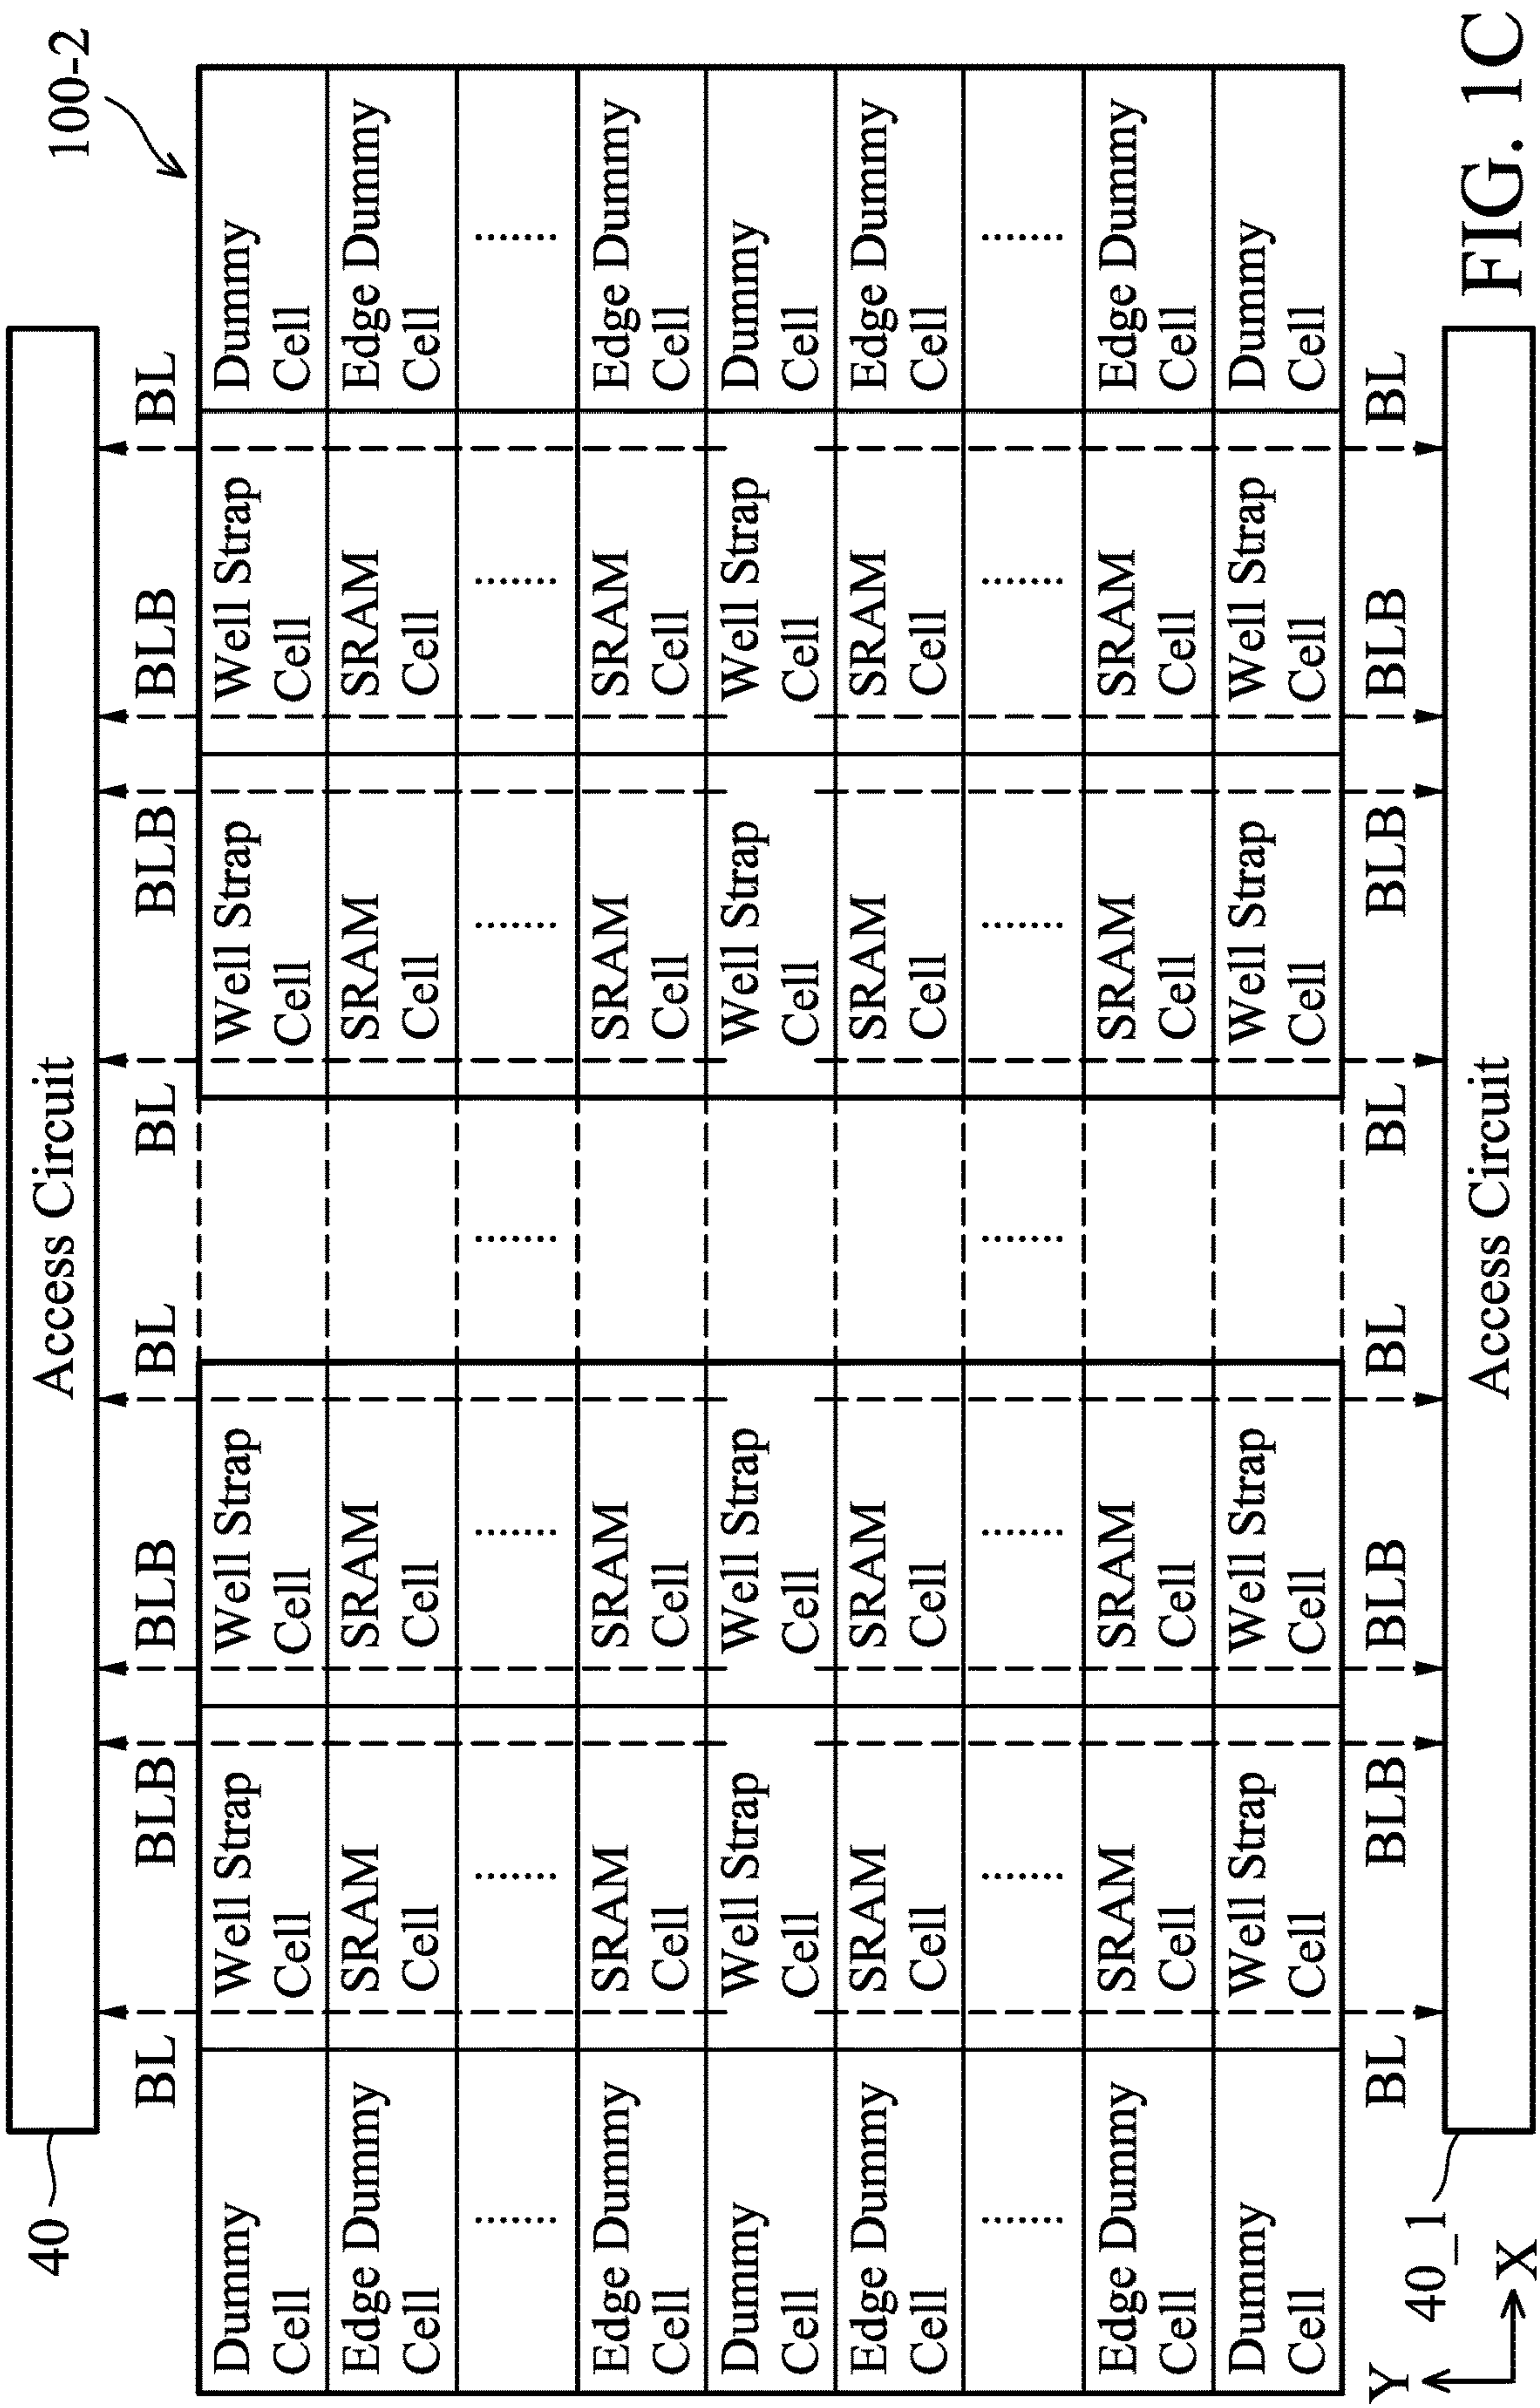 40 Access Circuit 100-2
BL BLB BLB BL BL BLB BLB BL
Dummy Well Strap Well Strap Well Strap Well Strap Dummy
Cell Cell Cell Cell Cell Cell
Edge Dummy SRAM SRAM SRAM SRAM Edge Dummy
Cell Cell Cell Cell Cell Cell
....... ....... ....... ....... ....... ....... .......
Edge Dummy SRAM SRAM SRAM SRAM Edge Dummy
Cell Cell Cell Cell Cell Cell
Dummy Well Strap Well Strap Well Strap Well Strap Dummy
Cell Cell Cell Cell Cell Cell
Edge Dummy SRAM SRAM SRAM SRAM Edge Dummy
Cell Cell Cell Cell Cell Cell
....... ....... ....... ....... ....... ....... .......
Edge Dummy SRAM SRAM SRAM SRAM Edge Dummy
Cell Cell Cell Cell Cell Cell
Dummy Well Strap Well Strap Well Strap Well Strap Dummy
Cell Cell Cell Cell Cell Cell
Y BL BLB BLB BL BL BLB BLB BL
40_1 Access Circuit
X
FIG. 1C